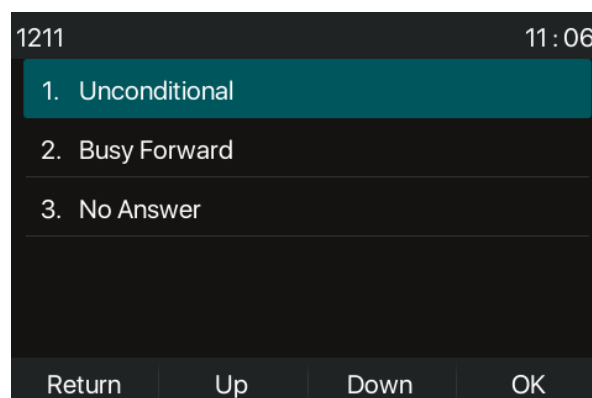 1211 11:06
1. Unconditional
2. Busy Forward
3. No Answer
Return Up Down OK